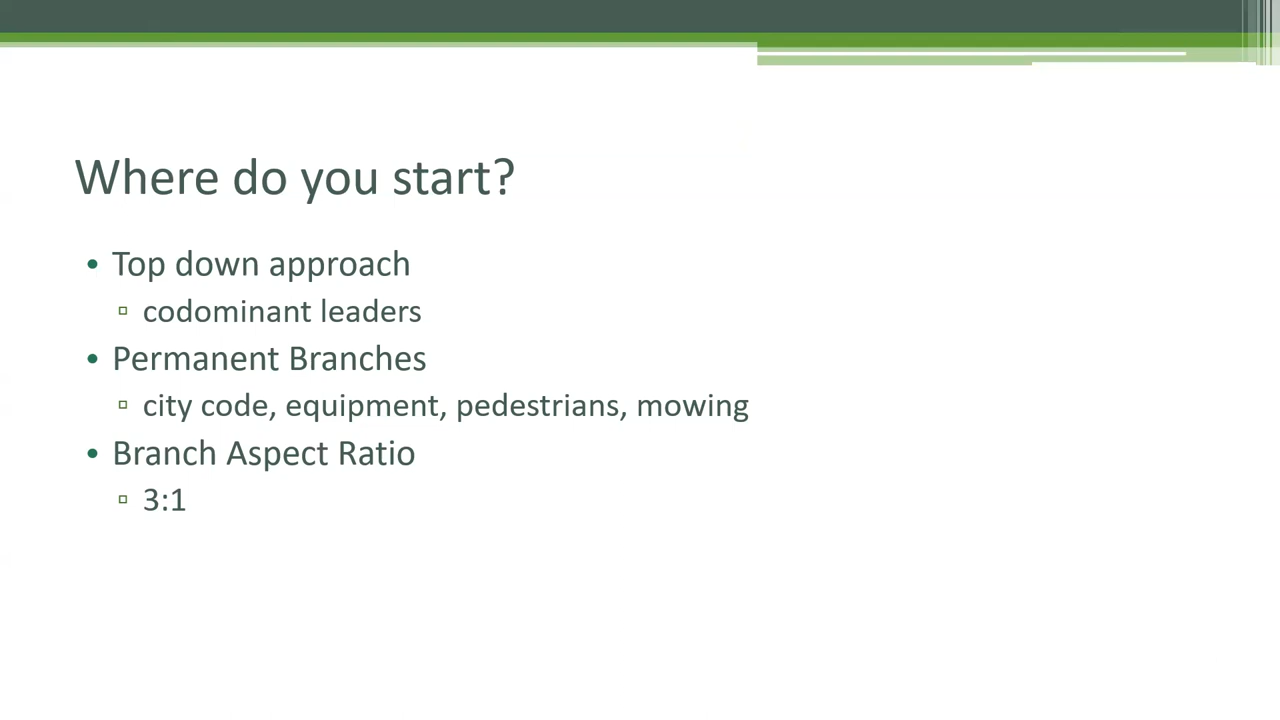 Where do you start?
• Top down approach
▫ codominant leaders
• Permanent Branches
▫ city code, equipment, pedestrians, mowing
• Branch Aspect Ratio
▫ 3:1